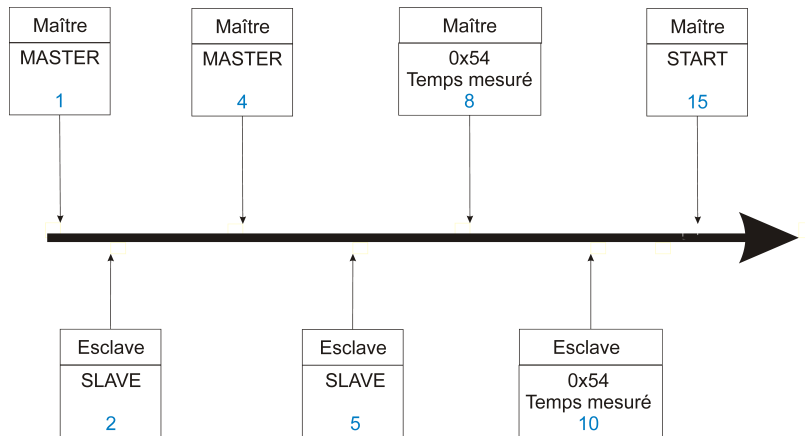 Maître
MASTER
1
Maître
MASTER
4
Maître
0x54
Temps mesuré
8
Maître
START
15
Esclave
SLAVE
2
Esclave
SLAVE
5
Esclave
0x54
Temps mesuré
10